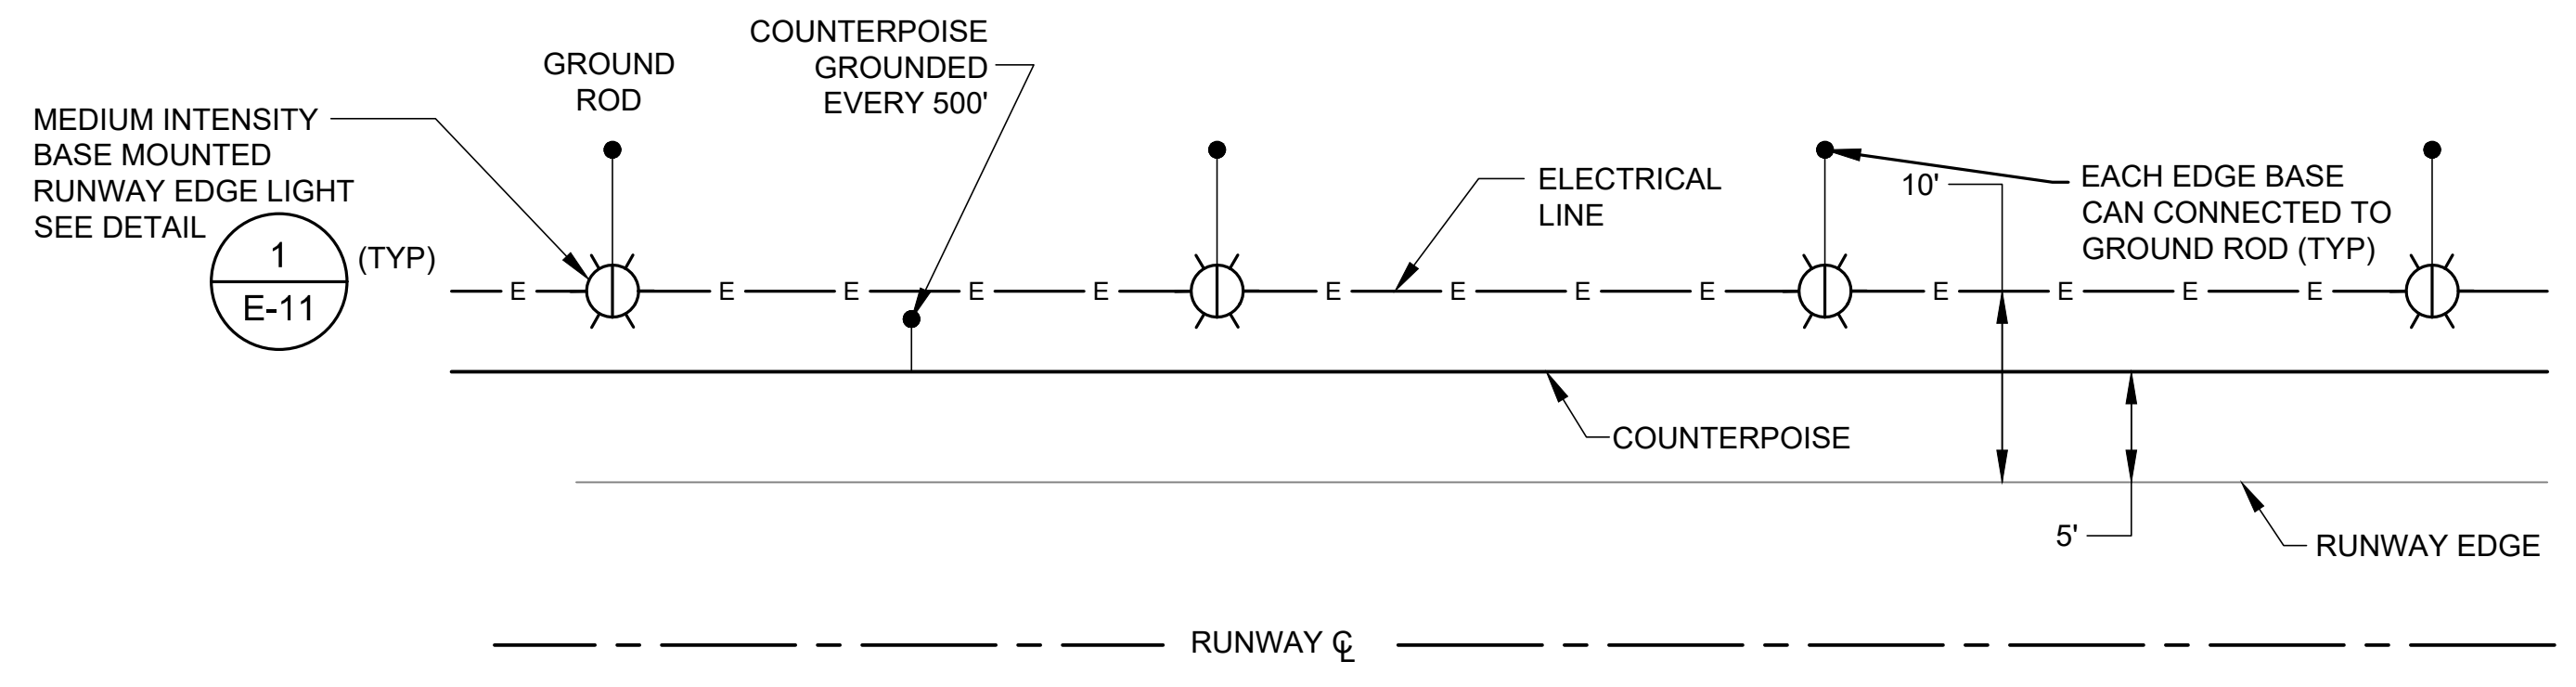 COUNTERPOISE
GROUNDED
EVERY 500'
GROUND
ROD
MEDIUM INTENSITY
BASE MOUNTED
RUNWAY EDGE LIGHT
SEE DETAIL
1
E-11
(TYP)
ELECTRICAL
LINE
10'
EACH EDGE BASE
CAN CONNECTED TO
GROUND ROD (TYP)
E E E E E E E E E E E E E
COUNTERPOISE
5'
RUNWAY EDGE
RUNWAY ℄